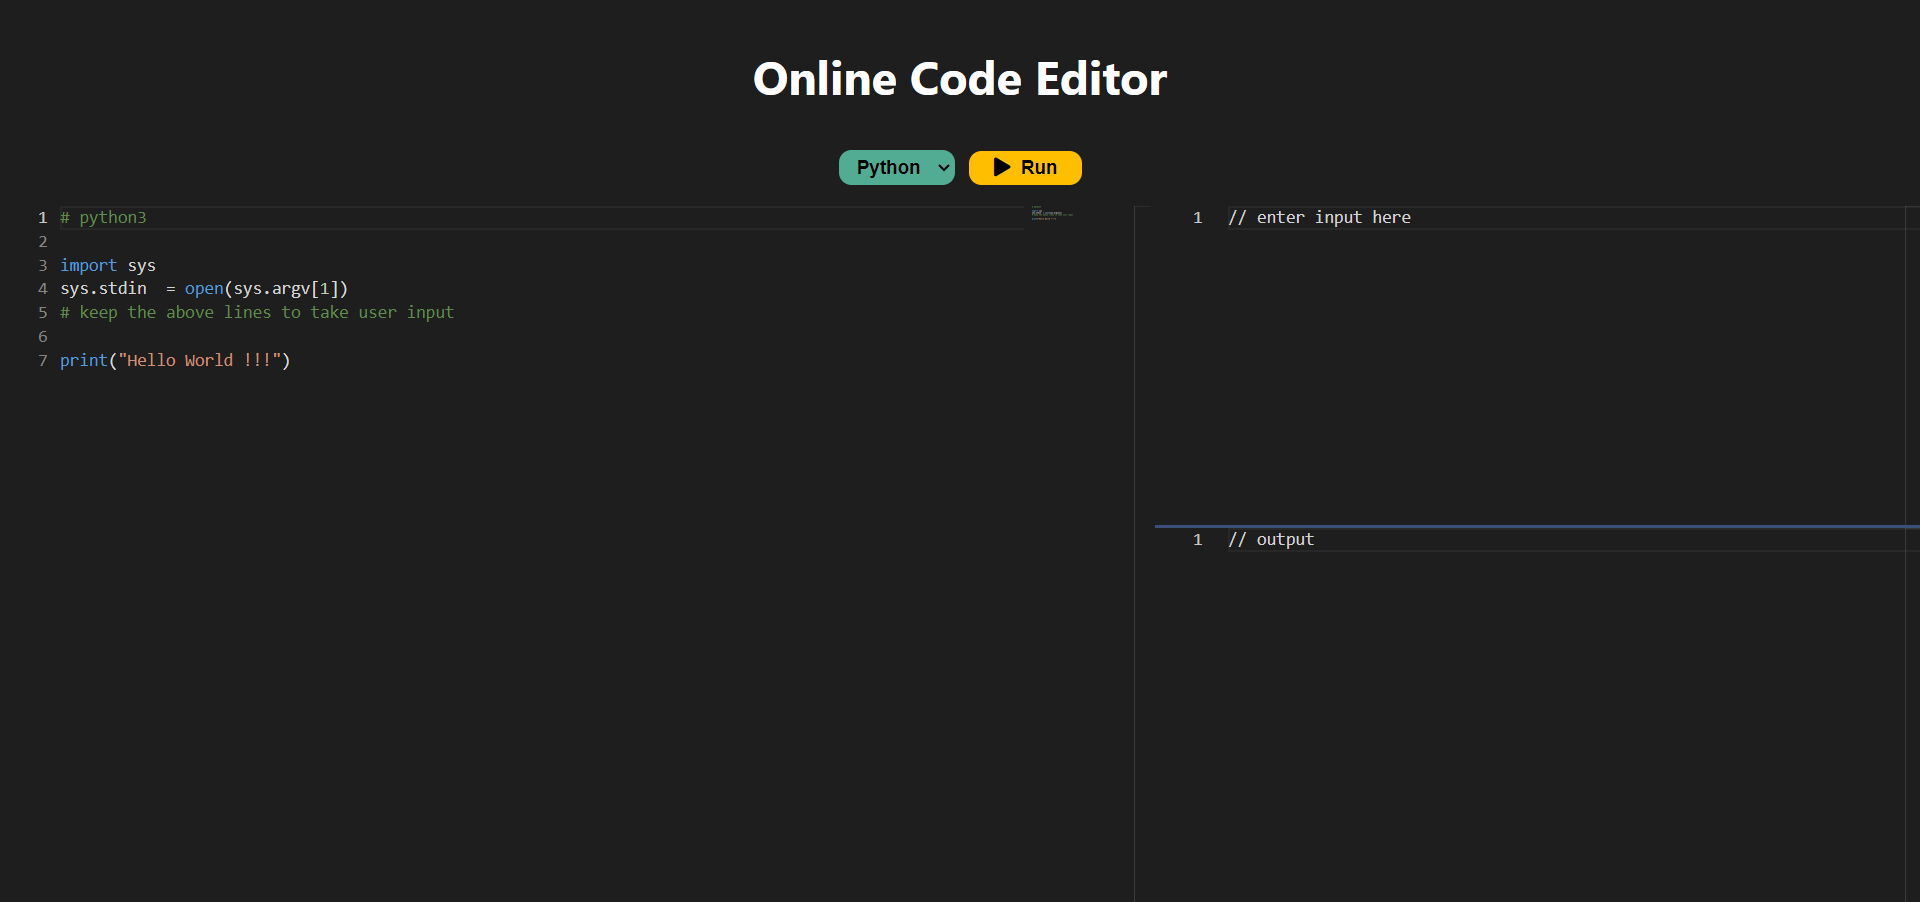 Online Code Editor
Python
Run
1 # python3
2
3 import sys
4 sys.stdin  = open(sys.argv[1])
5 # keep the above lines to take user input
6
7 print("Hello World !!!")
1 // enter input here
1 // output